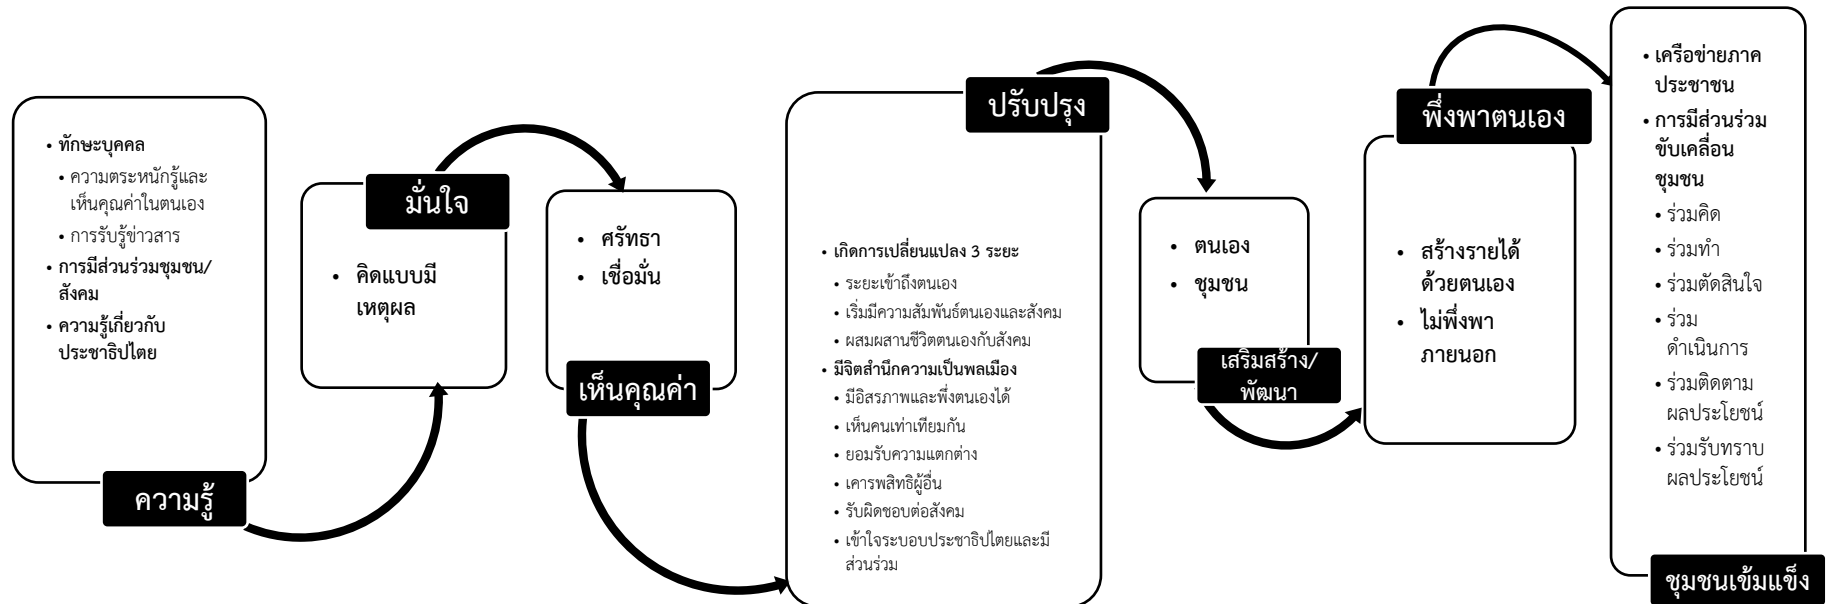 • ทักษะบุคคล
• ความตระหนักรู้และ
เห็นคุณค่าในตนเอง
• การรับรู้ข่าวสาร
• การมีส่วนร่วมชุมชน/
สังคม
• ความรู้เกี่ยวกับ
ประชาธิปไตย
ความรู้
มั่นใจ
• คิดแบบมี
เหตุผล
• ศรัทธา
• เชื่อมั่น
เห็นคุณค่า
ปรับปรุง
• เกิดการเปลี่ยนแปลง 3 ระยะ
• ระยะเข้าถึงตนเอง
• เริ่มมีความสัมพันธ์ตนเองและสังคม
• ผสมผสานชีวิตตนเองกับสังคม
• มีจิตสำนึกความเป็นพลเมือง
• มีอิสรภาพและพึ่งตนเองได้
• เห็นคนเท่าเทียมกัน
• ยอมรับความแตกต่าง
• เคารพสิทธิผู้อื่น
• รับผิดชอบต่อสังคม
• เข้าใจระบอบประชาธิปไตยและมี
ส่วนร่วม
• ตนเอง
• ชุมชน
เสริมสร้าง/
พัฒนา
พึ่งพาตนเอง
• สร้างรายได้
ด้วยตนเอง
• ไม่พึ่งพา
ภายนอก
• เครือข่ายภาค
ประชาชน
• การมีส่วนร่วม
ขับเคลื่อน
ชุมชน
• ร่วมคิด
• ร่วมทำ
• ร่วมตัดสินใจ
• ร่วม
ดำเนินการ
• ร่วมติดตาม
ผลประโยชน์
• ร่วมรับทราบ
ผลประโยชน์
ชุมชนเข้มแข็ง